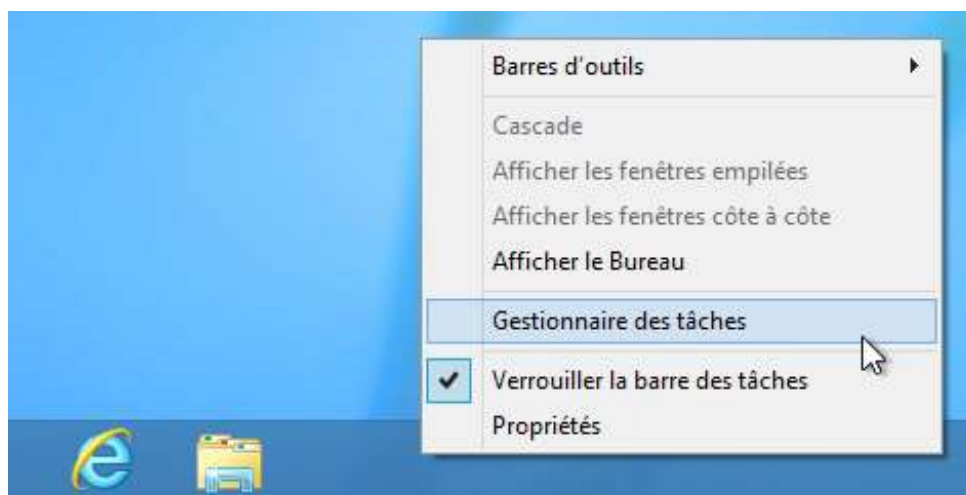 Barres d'outils
Cascade
Afficher les fenêtres empilées
Afficher les fenêtres côte à côte
Afficher le Bureau
Gestionnaire des tâches
Verrouiller la barre des tâches
Propriétés